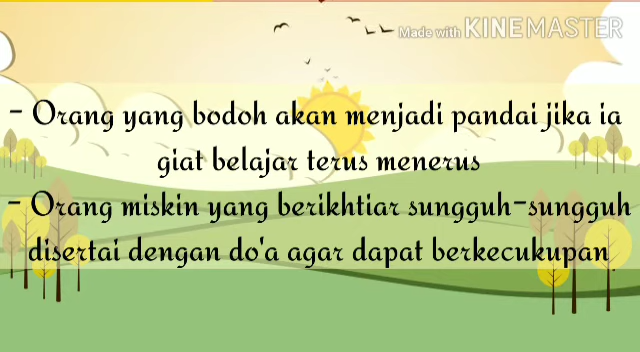 Made with KINEMASTER
- Orang yang bodoh akan menjadi pandai jika ia
giat belajar terus menerus
- Orang miskin yang berikhtiar sungguh-sungguh
disertai dengan do'a agar dapat berkecukupan